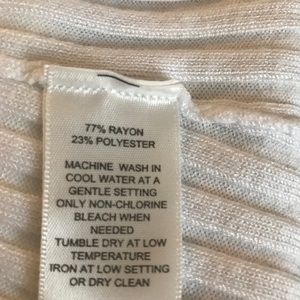 77% RAYON
23% POLYESTER
MACHINE WASH IN
COOL WATER AT A
GENTLE SETTING
ONLY NON-CHLORINE
BLEACH WHEN
NEEDED
TUMBLE DRY AT LOW
TEMPERATURE
IRON AT LOW SETTING
OR DRY CLEAN